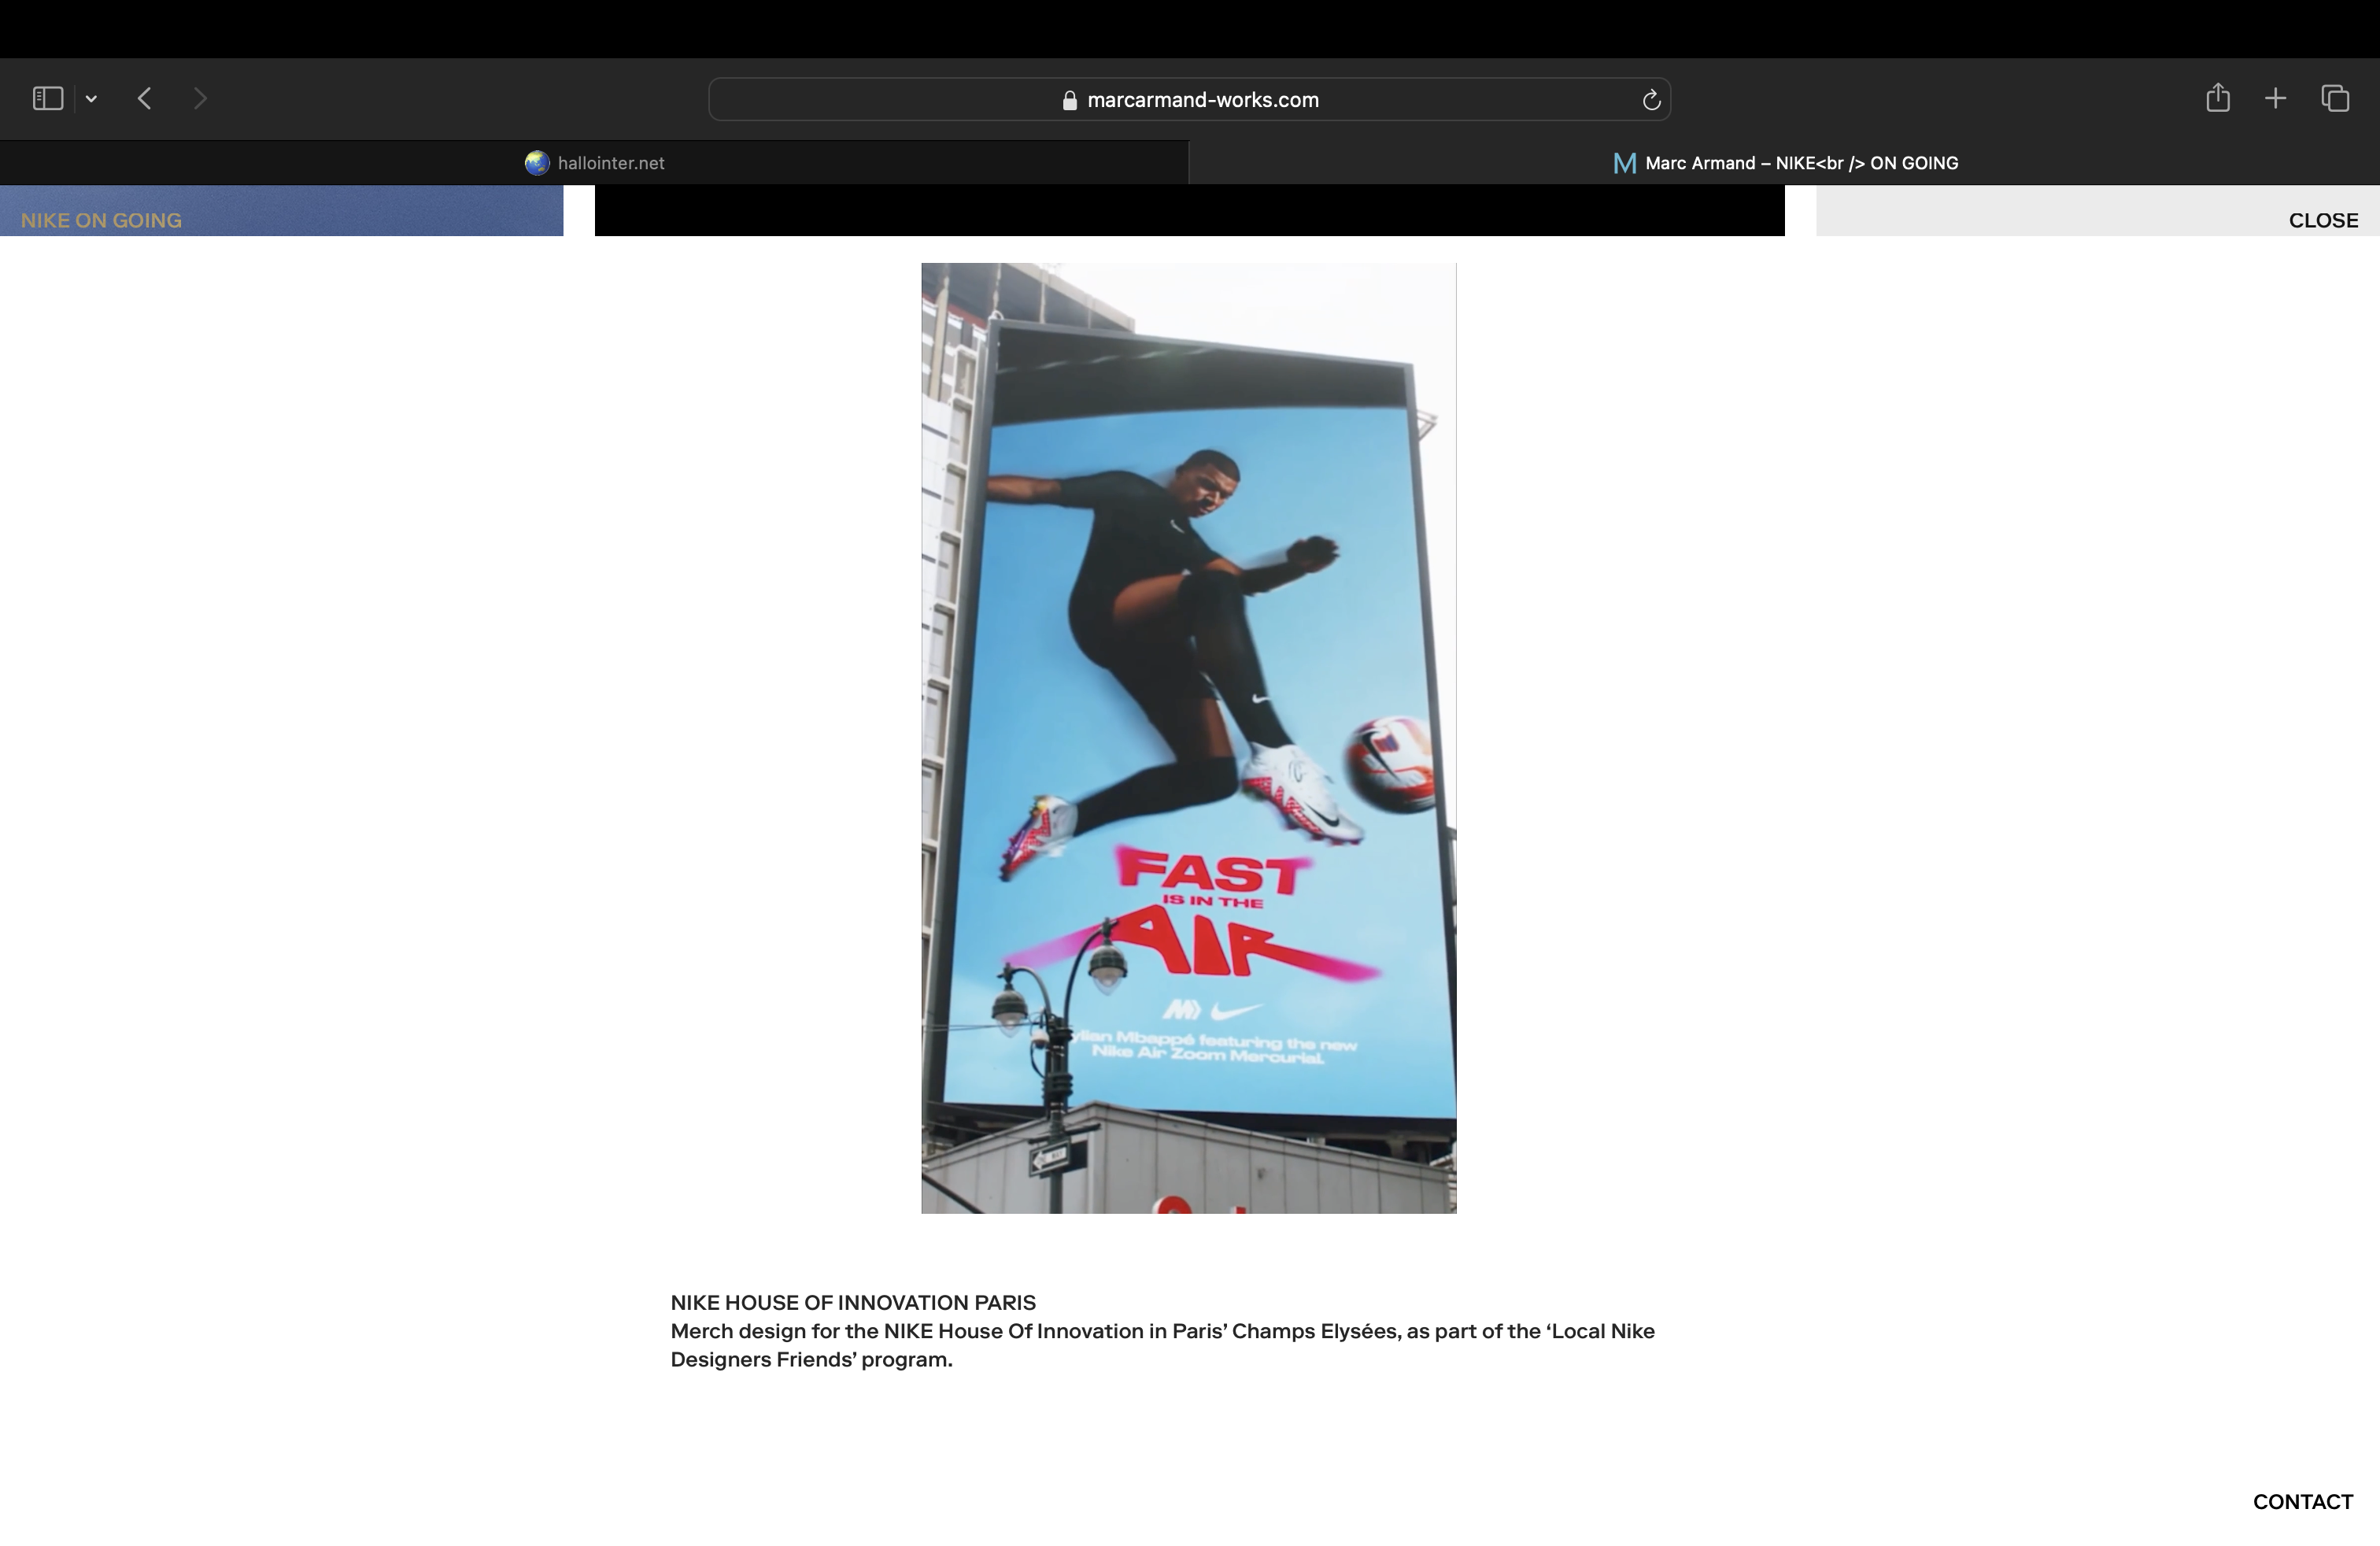 marcarmand-works.com
hallointer.net
Marc Armand – NIKE<br /> ON GOING
NIKE ON GOING
CLOSE
FAST
IS IN THE
AIR
Mbappé featuring the new
Nike Air Zoom Mercurial.
NIKE HOUSE OF INNOVATION PARIS
Merch design for the NIKE House Of Innovation in Paris’ Champs Elysées, as part of the ‘Local Nike
Designers Friends’ program.
CONTACT